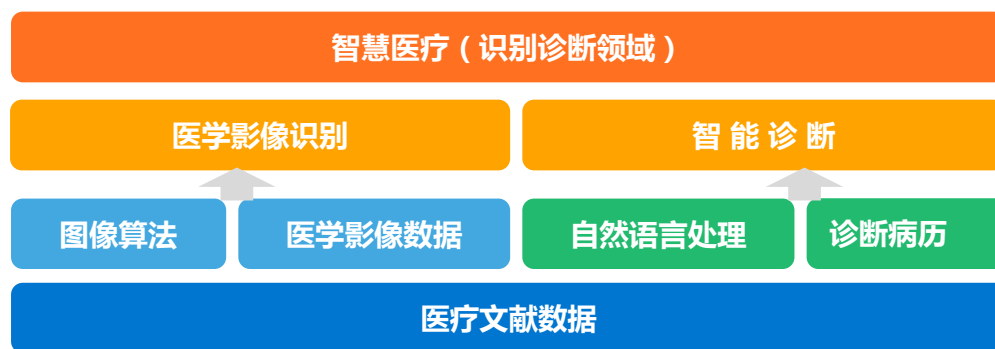 智慧医疗（识别诊断领域）
医学影像识别
智 能 诊 断
图像算法
医学影像数据
自然语言处理
诊断病历
医疗文献数据